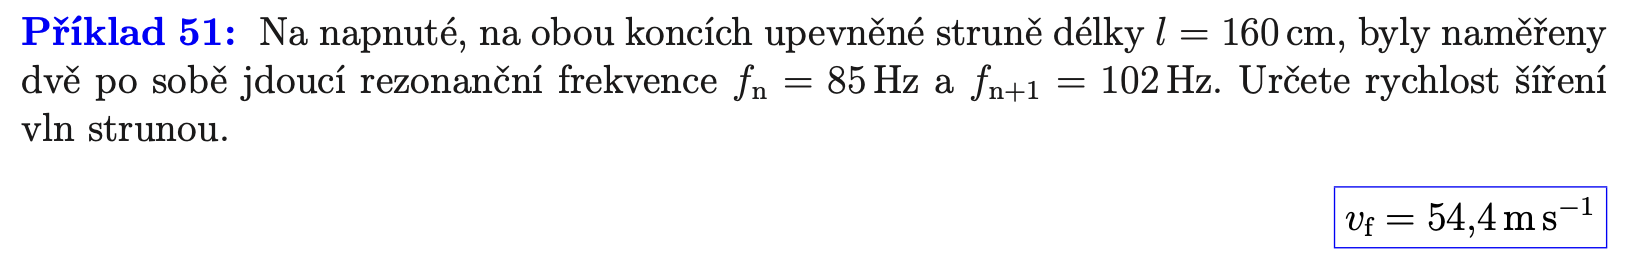 Příklad 51: Na napnuté, na obou koncích upevněné struně délky l = 160 cm, byly naměřeny
dvě po sobě jdoucí rezonanční frekvence fₙ = 85 Hz a fₙ₊₁ = 102 Hz. Určete rychlost šíření
vln strunou.
v_f = 54,4 m s⁻¹